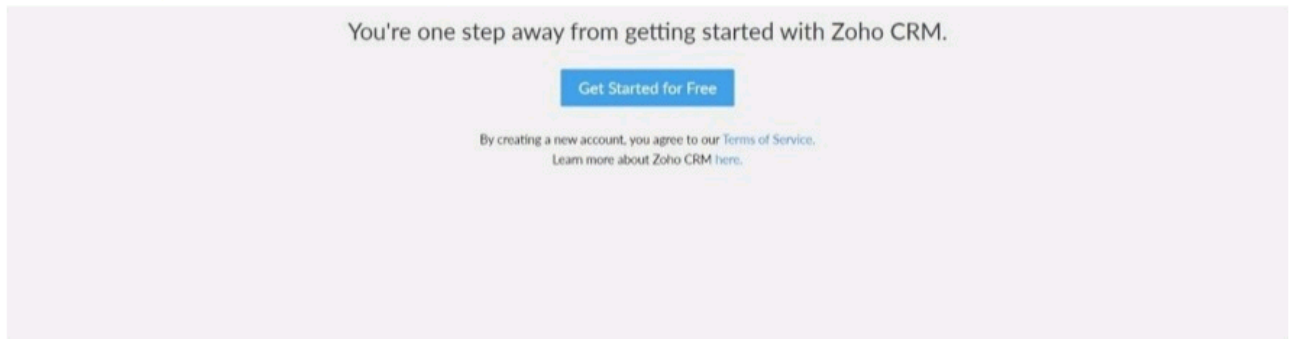 You're one step away from getting started with Zoho CRM.
Get Started for Free
By creating a new account, you agree to our Terms of Service.
Learn more about Zoho CRM here.